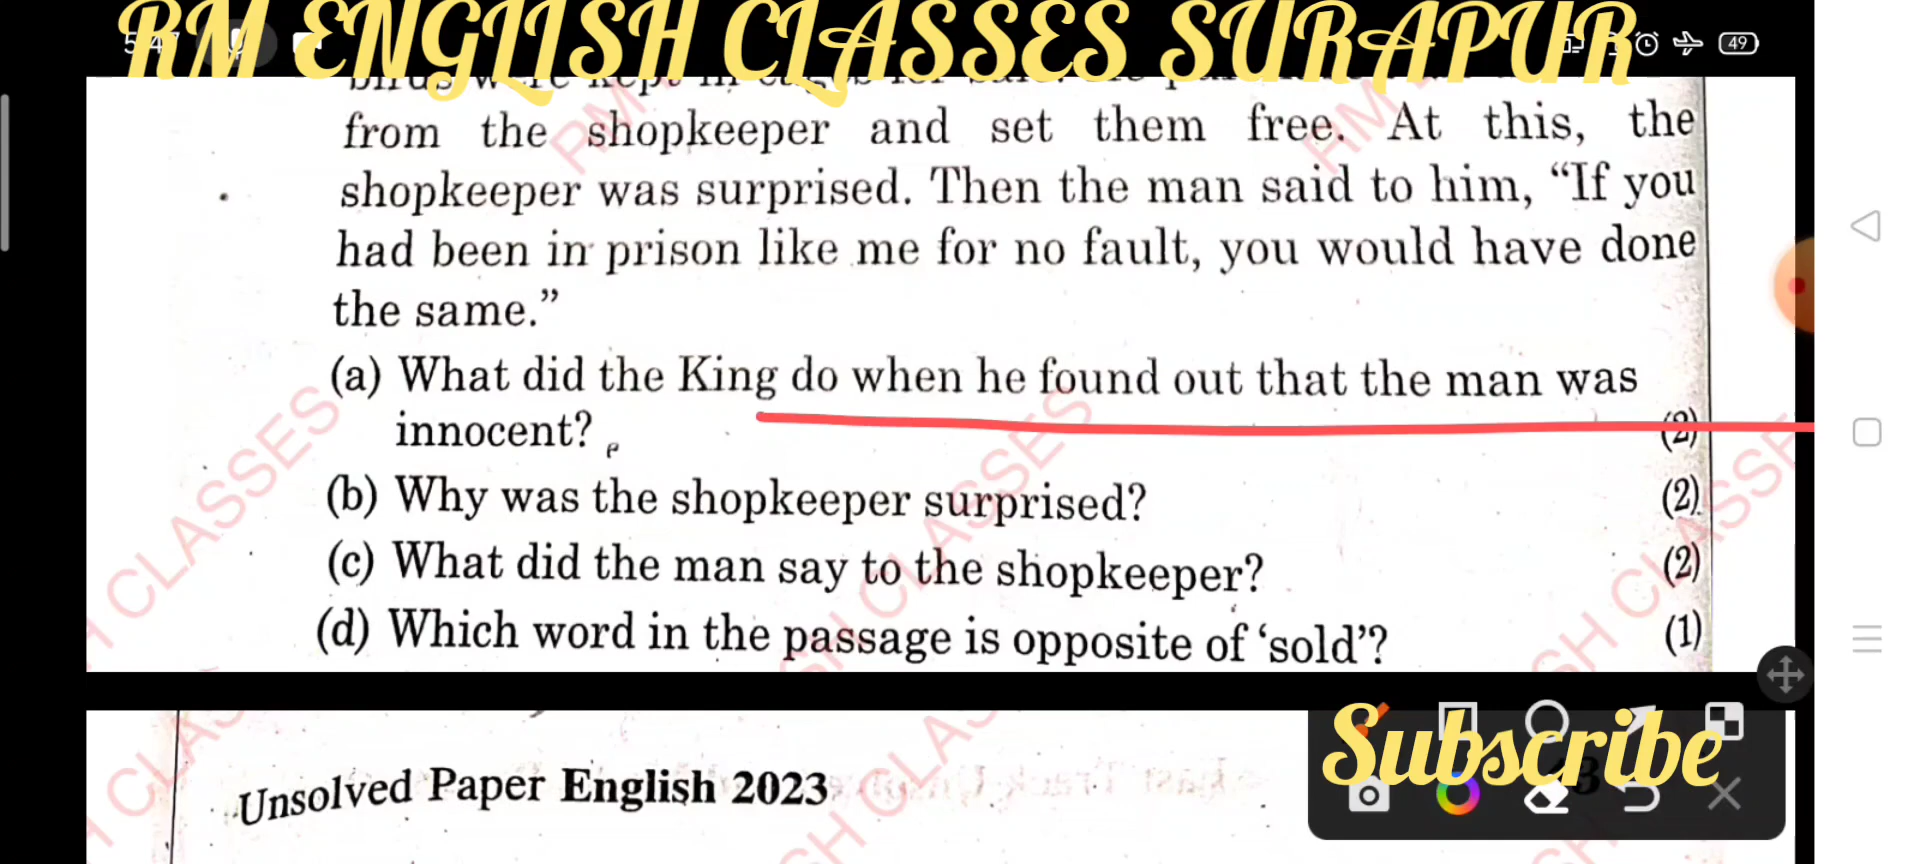 RM ENGLISH CLASSES SURAPUR
49
from the shopkeeper and set them free. At this, the
shopkeeper was surprised. Then the man said to him, “If you
had been in prison like me for no fault, you would have done
the same.”
(a) What did the King do when he found out that the man was
innocent? (2)
(b) Why was the shopkeeper surprised? (2)
(c) What did the man say to the shopkeeper? (2)
(d) Which word in the passage is opposite of ‘sold’? (1)
Subscribe
Unsolved Paper English 2023